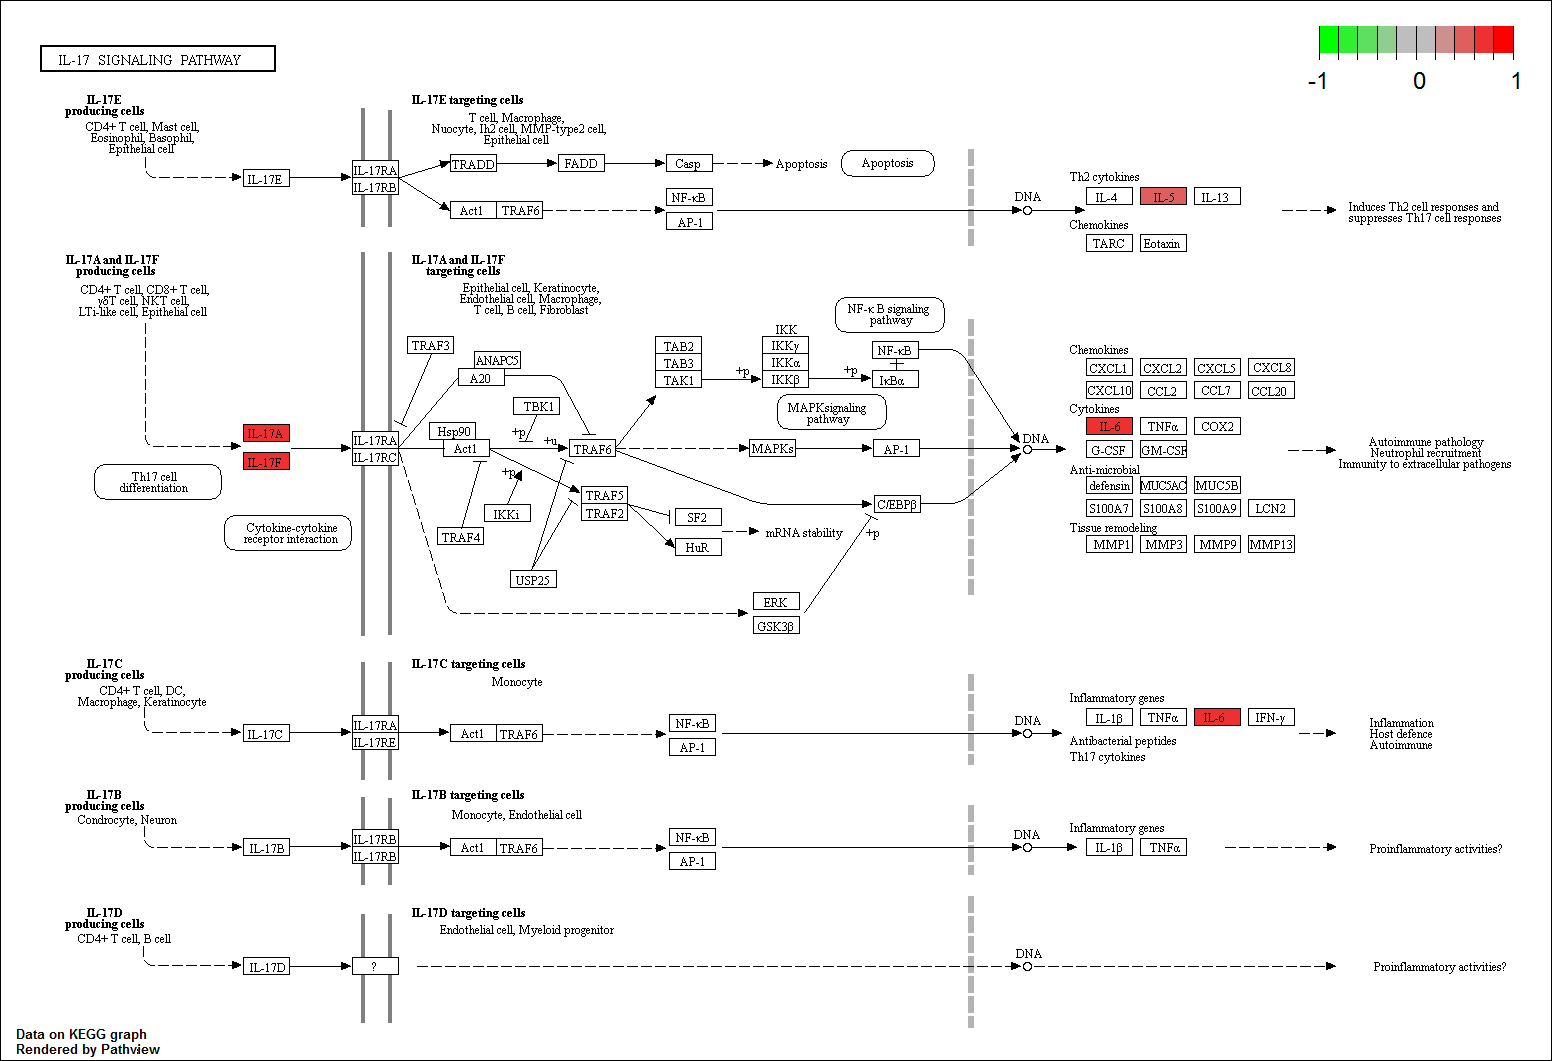 IL-17 SIGNALING PATHWAY
-1 0 1
IL-17E
producing cells
CD4+ T cell, Mast cell,
Eosinophil, Basophil,
Epithelial cell
IL-17E
IL-17RA
IL-17RB
IL-17E targeting cells
T cell, Macrophage,
Nuocyte, Ih2 cell, MMP-type2 cell,
Epithelial cell
TRADD
FADD
Casp
Apoptosis
Apoptosis
Act1 TRAF6
NF-κB
AP-1
DNA
Th2 cytokines
IL-4 IL-5 IL-13
Chemokines
TARC Eotaxin
Induces Th2 cell responses and
suppresses Th17 cell responses
IL-17A and IL-17F
producing cells
CD4+ T cell, CD8+ T cell,
γδT cell, NKT cell,
LTi-like cell, Epithelial cell
IL-17A
IL-17F
Th17 cell
differentiation
Cytokine-cytokine
receptor interaction
IL-17RA
IL-17RC
IL-17A and IL-17F
targeting cells
Epithelial cell, Keratinocyte,
Endothelial cell, Macrophage,
T cell, B cell, Fibroblast
TRAF3
ANAPC5
A20
TBK1
Hsp90
Act1
+p
+u
TRAF6
+p
IKKi
TRAF4
USP25
TRAF5
TRAF2
SF2
HuR
mRNA stability
TAB2
TAB3
TAK1
+p
IKK
IKKγ
IKKα
IKKβ
+p
NF-κB
IκBα
NF-κ B signaling
pathway
MAPKsignaling
pathway
MAPKs
AP-1
C/EBPβ
+p
ERK
GSK3β
DNA
Chemokines
CXCL1 CXCL2 CXCL5 CXCL8
CXCL10 CCL2 CCL7 CCL20
Cytokines
IL-6 TNFα COX2
G-CSF GM-CSF
Anti-microbial
defensin MUC5AC MUC5B
S100A7 S100A8 S100A9 LCN2
Tissue remodeling
MMP1 MMP3 MMP9 MMP13
Autoimmune pathology
Neutrophil recruitment
Immunity to extracellular pathogens
IL-17C
producing cells
CD4+ T cell, DC,
Macrophage, Keratinocyte
IL-17C
IL-17RA
IL-17RE
IL-17C targeting cells
Monocyte
Act1 TRAF6
NF-κB
AP-1
DNA
Inflammatory genes
IL-1β TNFα IL-6 IFN-γ
Antibacterial peptides
Th17 cytokines
Inflammation
Host defence
Autoimmune
IL-17B
producing cells
Condrocyte, Neuron
IL-17B
IL-17RB
IL-17RB
IL-17B targeting cells
Monocyte, Endothelial cell
Act1 TRAF6
NF-κB
AP-1
DNA
Inflammatory genes
IL-1β TNFα
Proinflammatory activities?
IL-17D
producing cells
CD4+ T cell, B cell
IL-17D
?
IL-17D targeting cells
Endothelial cell, Myeloid progenitor
DNA
Proinflammatory activities?
Data on KEGG graph
Rendered by Pathview